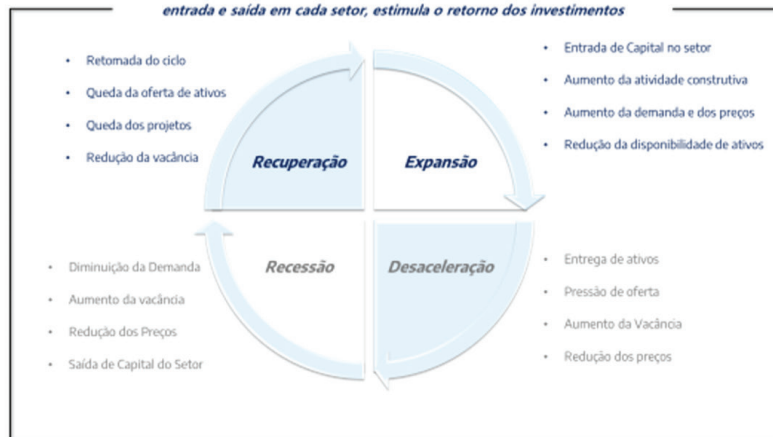 entrada e saída em cada setor, estimula o retorno dos investimentos
• Retomada do ciclo
• Queda da oferta de ativos
• Queda dos projetos
• Redução da vacância
Recuperação
Expansão
• Entrada de Capital no setor
• Aumento da atividade construtiva
• Aumento da demanda e dos preços
• Redução da disponibilidade de ativos
• Diminuição da Demanda
• Aumento da vacância
• Redução dos Preços
• Saída de Capital do Setor
Recessão
Desaceleração
• Entrega de ativos
• Pressão de oferta
• Aumento da Vacância
• Redução dos preços